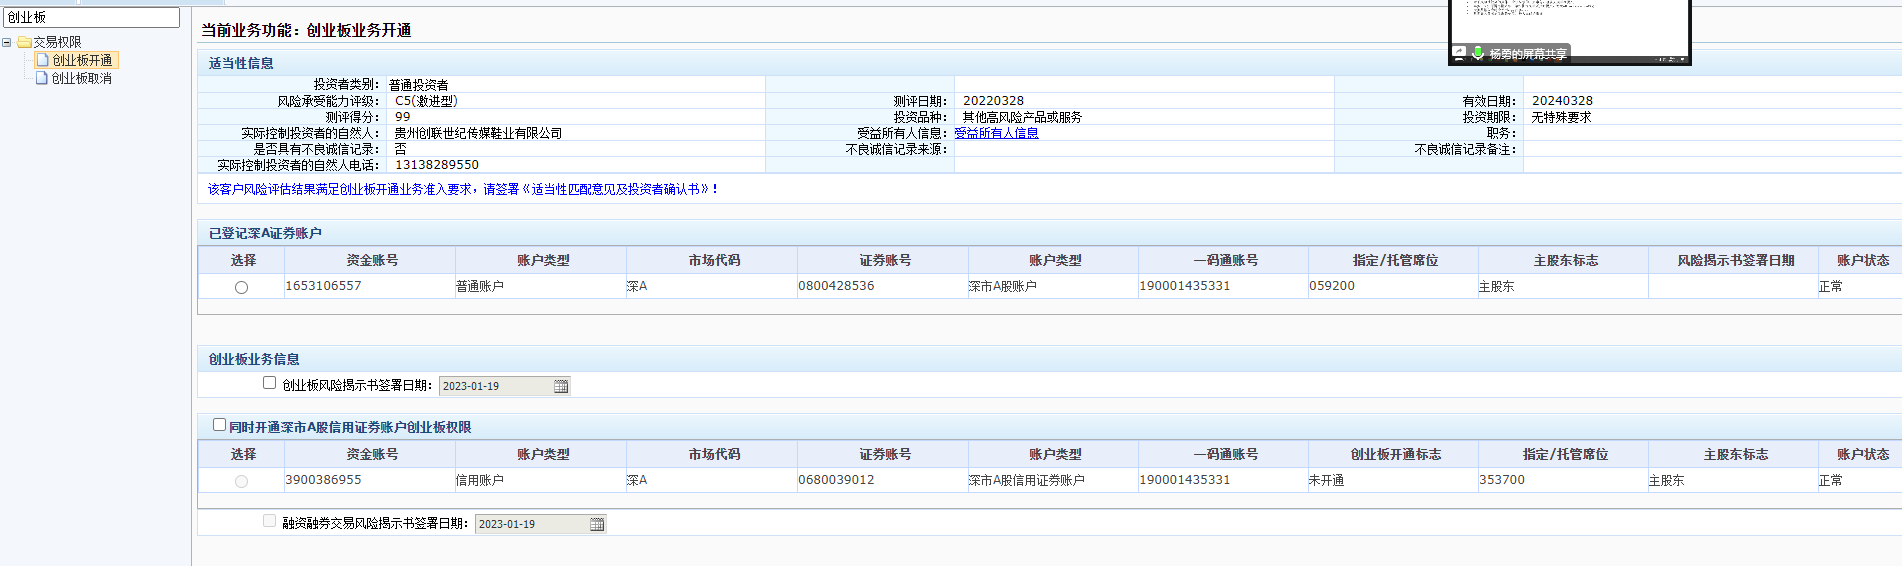 创业板
交易权限
创业板开通
创业板取消
当前业务功能：创业板业务开通
杨勇的屏幕共享
适当性信息
投资者类别： 普通投资者
风险承受能力评级： C5(激进型) 测评日期： 20220328 有效日期： 20240328
测评得分： 99 投资品种： 其他高风险产品或服务 投资期限： 无特殊要求
实际控制投资者的自然人： 贵州创联世纪传媒鞋业有限公司 受益所有人信息： 受益所有人信息 职务：
是否具有不良诚信记录： 否 不良诚信记录来源： 不良诚信记录备注：
实际控制投资者的自然人电话： 13138289550
该客户风险评估结果满足创业板开通业务准入要求，请签署《适当性匹配意见及投资者确认书》！
已登记深A证券账户
选择 资金账号 账户类型 市场代码 证券账号 账户类型 一码通账号 指定/托管席位 主股东标志 风险揭示书签署日期 账户状态
1653106557 普通账户 深A 0800428536 深市A股账户 190001435331 059200 主股东 正常
创业板业务信息
创业板风险揭示书签署日期： 2023-01-19
同时开通深市A股信用证券账户创业板权限
选择 资金账号 账户类型 市场代码 证券账号 账户类型 一码通账号 创业板开通标志 指定/托管席位 主股东标志 账户状态
3900386955 信用账户 深A 0680039012 深市A股信用证券账户 190001435331 未开通 353700 主股东 正常
融资融券交易风险揭示书签署日期： 2023-01-19